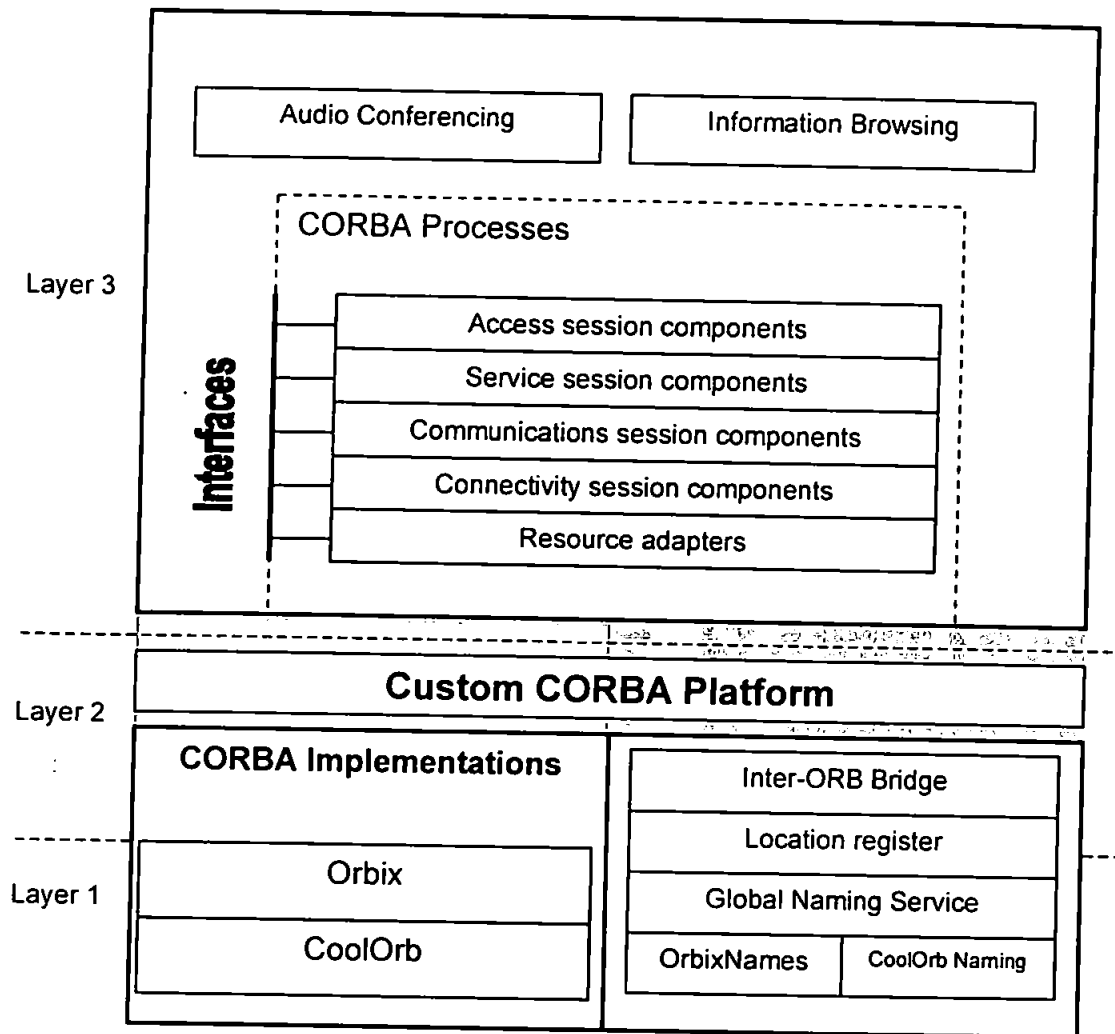 Audio Conferencing
Information Browsing
CORBA Processes
Layer 3
Interfaces
Access session components
Service session components
Communications session components
Connectivity session components
Resource adapters
Custom CORBA Platform
Layer 2
CORBA Implementations
Inter-ORB Bridge
Location register
Layer 1
Orbix
Global Naming Service
CoolOrb
OrbixNames
CoolOrb Naming